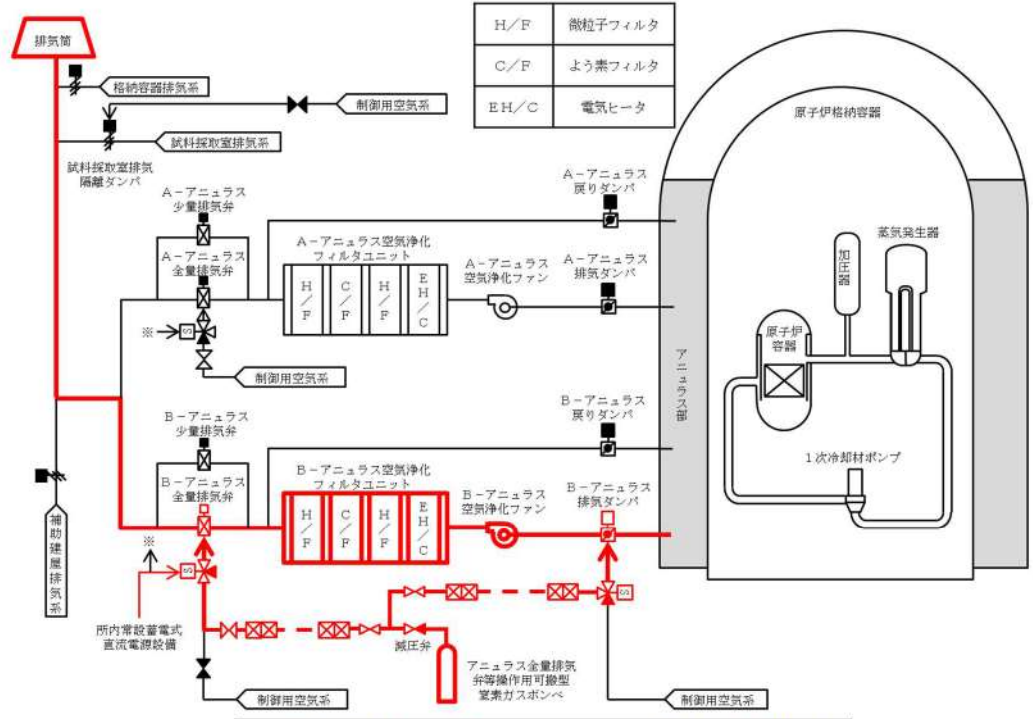 排気筒
H/F
微粒子フィルタ
C/F
よう素フィルタ
EH/C
電気ヒータ
格納容器排気系
制御用空気系
試料採取室排気系
試料採取室排気
隔離ダンパ
原子炉格納容器
A-アニュラス
戻りダンパ
A-アニュラス
少量排気弁
A-アニュラス空気浄化
フィルタユニット
A-アニュラス
全量排気弁
A-アニュラス
空気浄化ファン
A-アニュラス
排気ダンパ
H/F
C/F
H/F
EH/C
蒸気発生器
加圧器
原子炉
容器
※
S
制御用空気系
アニュラス部
B-アニュラス
戻りダンパ
B-アニュラス
少量排気弁
B-アニュラス空気浄化
フィルタユニット
B-アニュラス
全量排気弁
B-アニュラス
空気浄化ファン
B-アニュラス
排気ダンパ
1次冷却材ポンプ
H/F
C/F
H/F
EH/C
補助建屋排気系
※
S
S
所内常設蓄電式
直流電源設備
減圧弁
アニュラス全量排気
弁等操作用可搬型
窒素ガスボンベ
制御用空気系
制御用空気系